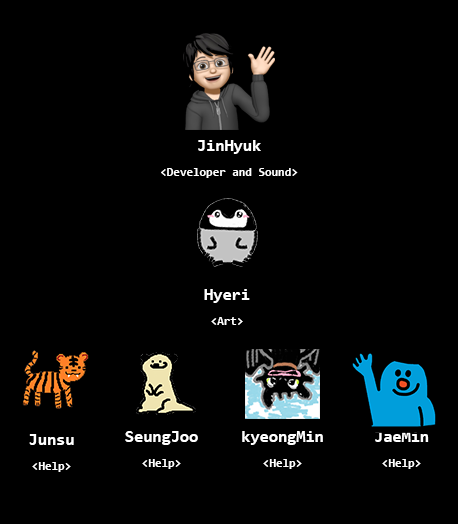 JinHyuk
<Developer and Sound>
Hyeri
<Art>
Junsu
SeungJoo
kyeongMin
JaeMin
<Help>
<Help>
<Help>
<Help>